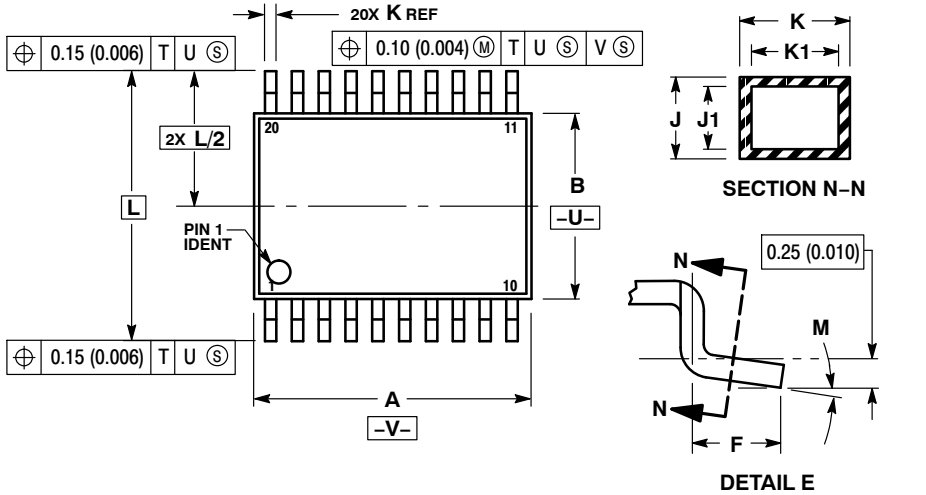 20X K REF
⌖ 0.15 (0.006) T U Ⓢ
⌖ 0.10 (0.004) Ⓜ T U Ⓢ V Ⓢ
K
K1
20
11
2X L/2
J
J1
B
SECTION N–N
L
–U–
PIN 1
IDENT
0.25 (0.010)
N
1
10
M
⌖ 0.15 (0.006) T U Ⓢ
A
N
–V–
F
DETAIL E